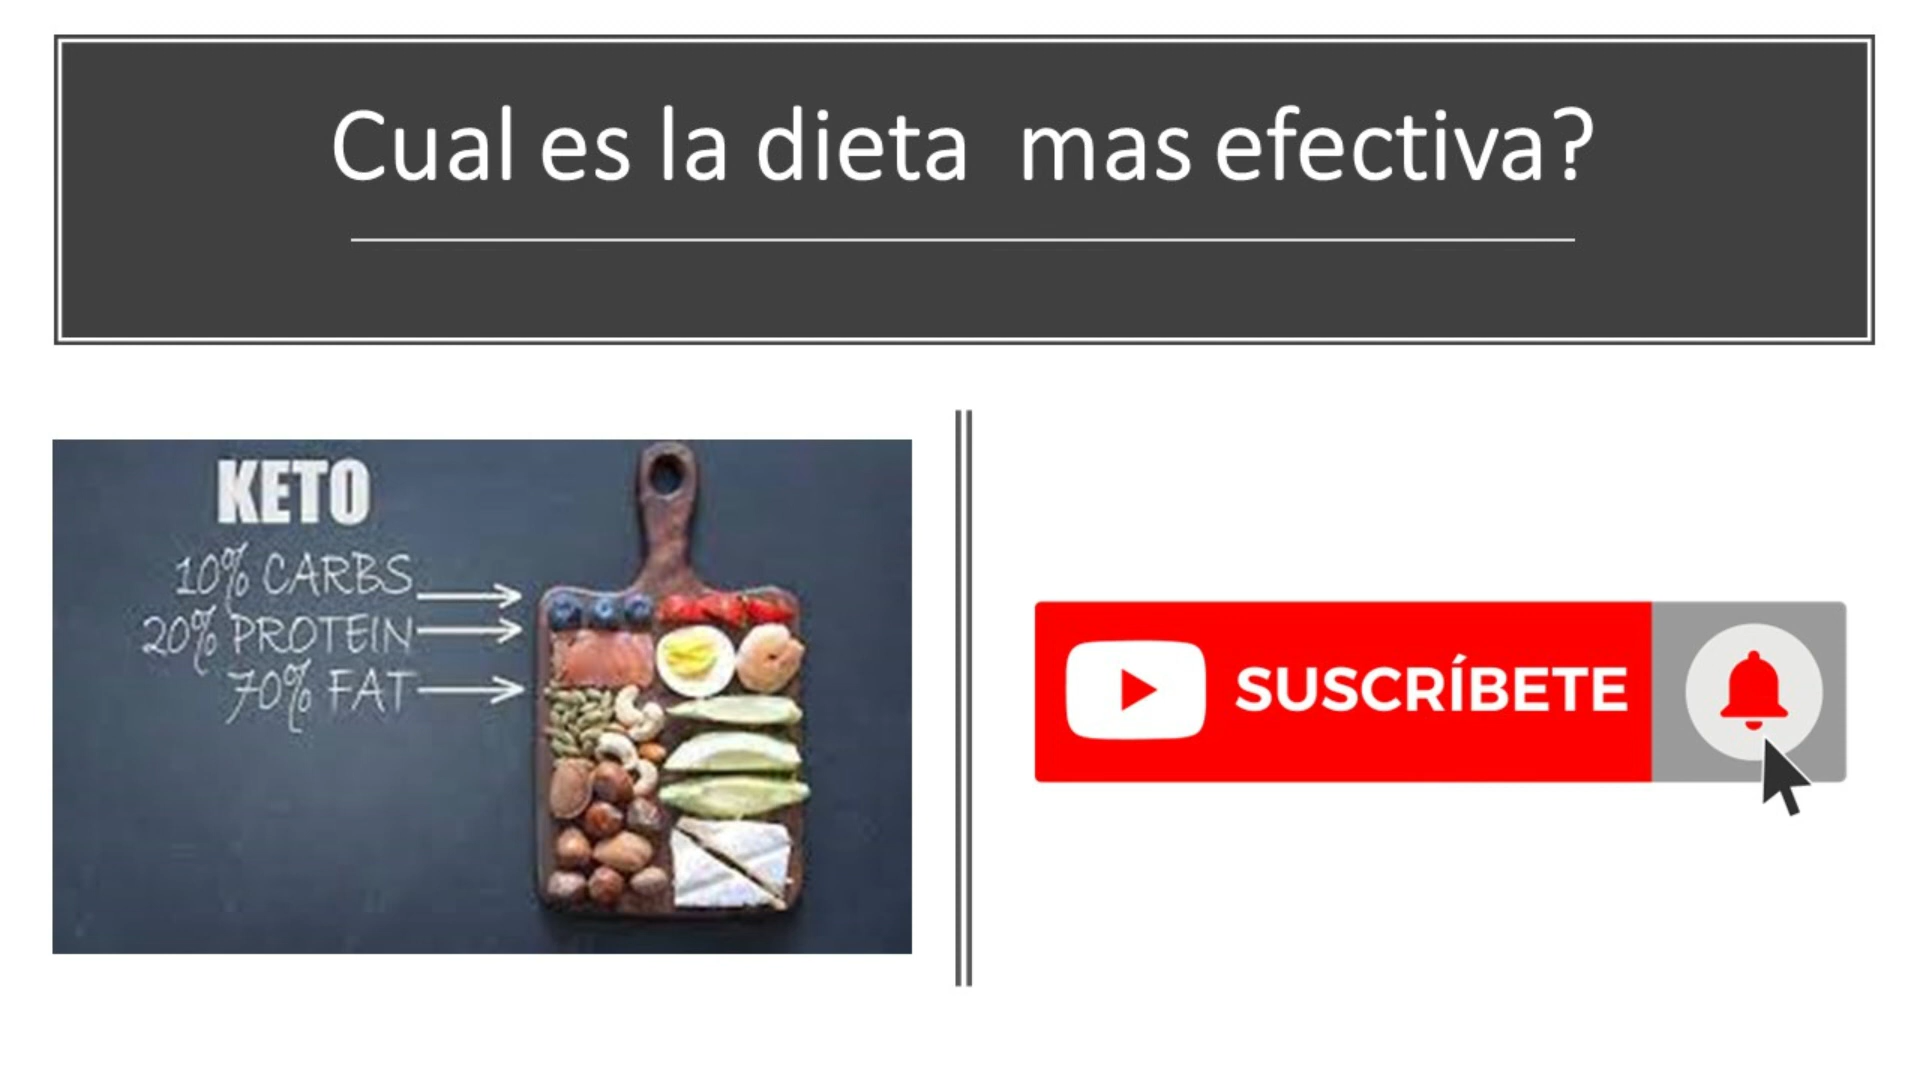 Cual es la dieta  mas efectiva?
KETO
10% CARBS
20% PROTEIN
70% FAT
SUSCRÍBETE